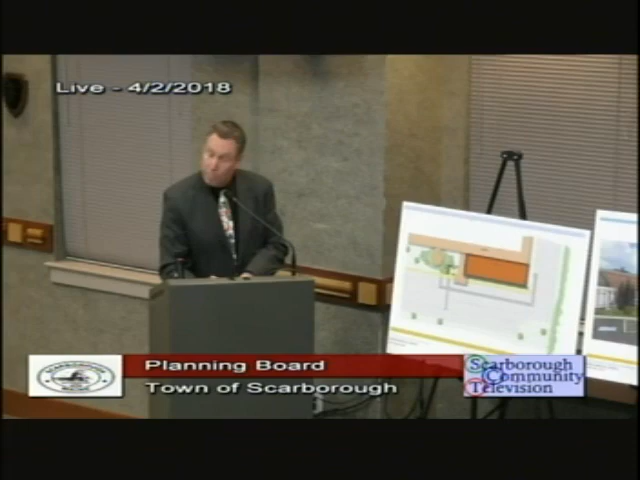 Live - 4/2/2018
Planning Board
Town of Scarborough
Scarborough
Community
Television